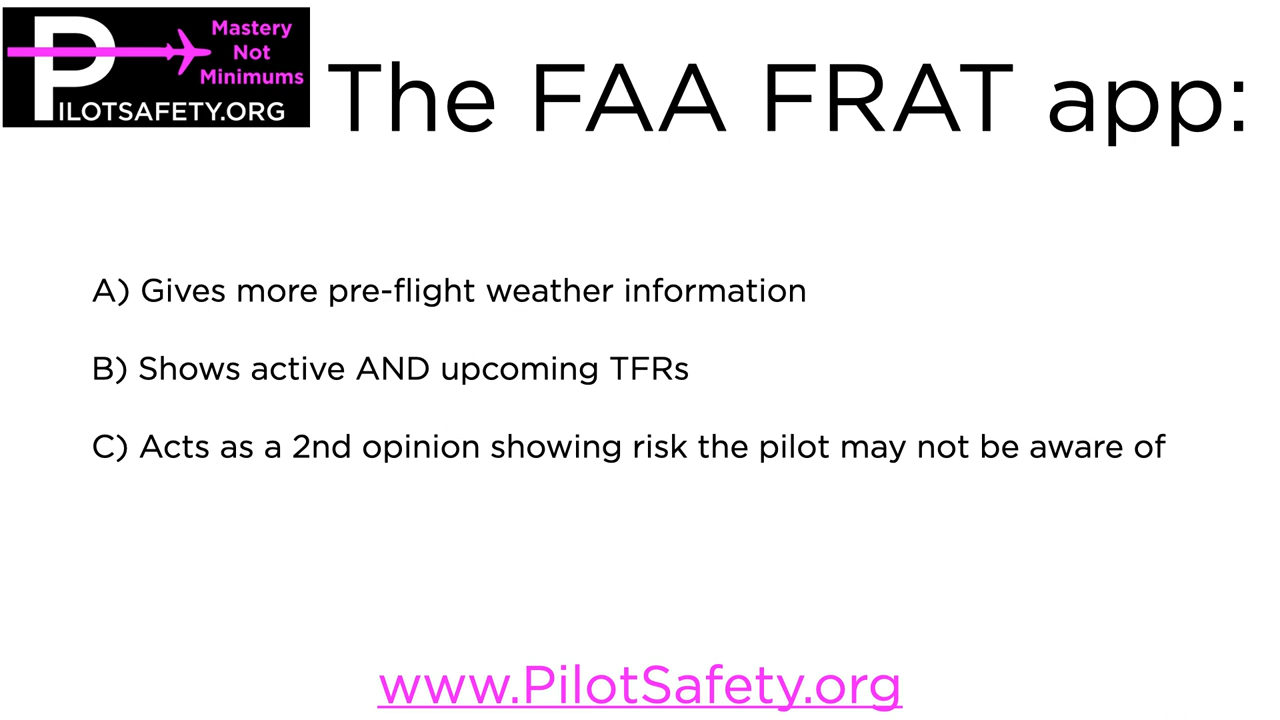 Mastery
Not
Minimums
PILOTSAFETY.ORG
The FAA FRAT app:
A) Gives more pre-flight weather information
B) Shows active AND upcoming TFRs
C) Acts as a 2nd opinion showing risk the pilot may not be aware of
www.PilotSafety.org